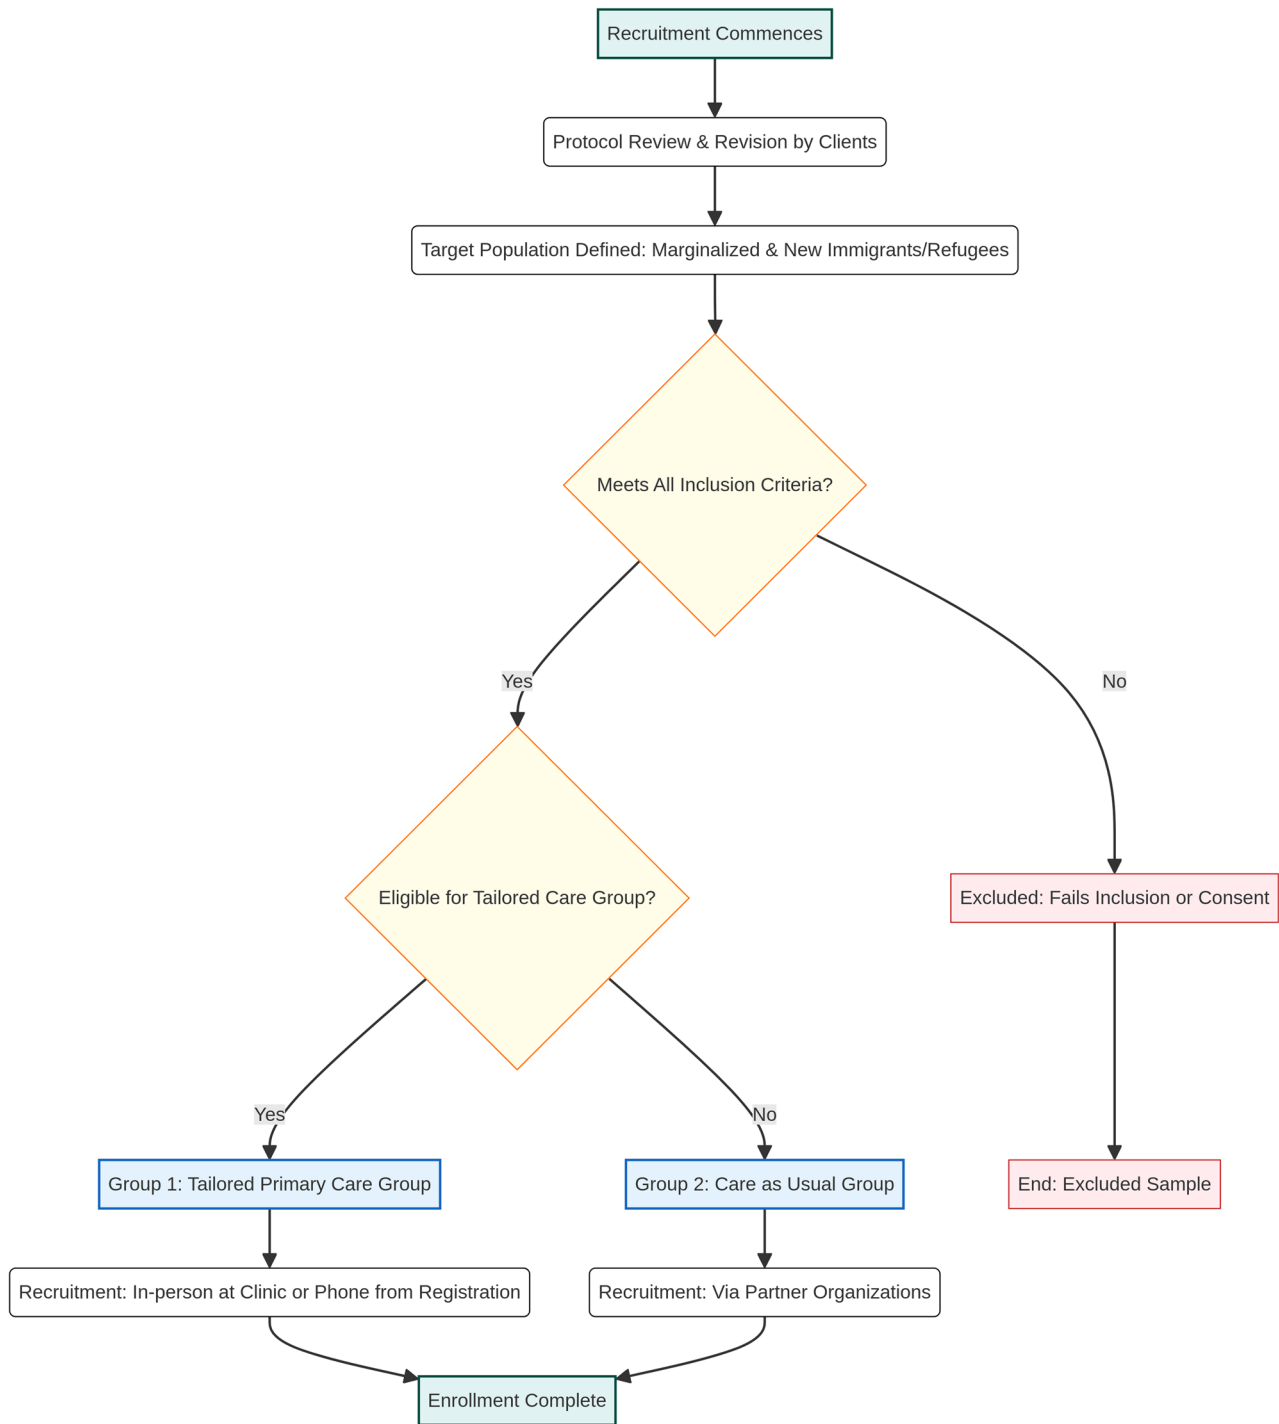 Recruitment Commences
Protocol Review & Revision by Clients
Target Population Defined: Marginalized & New Immigrants/Refugees
Meets All Inclusion Criteria?
Yes
No
Eligible for Tailored Care Group?
Excluded: Fails Inclusion or Consent
Yes
No
Group 1: Tailored Primary Care Group
Group 2: Care as Usual Group
End: Excluded Sample
Recruitment: In-person at Clinic or Phone from Registration
Recruitment: Via Partner Organizations
Enrollment Complete